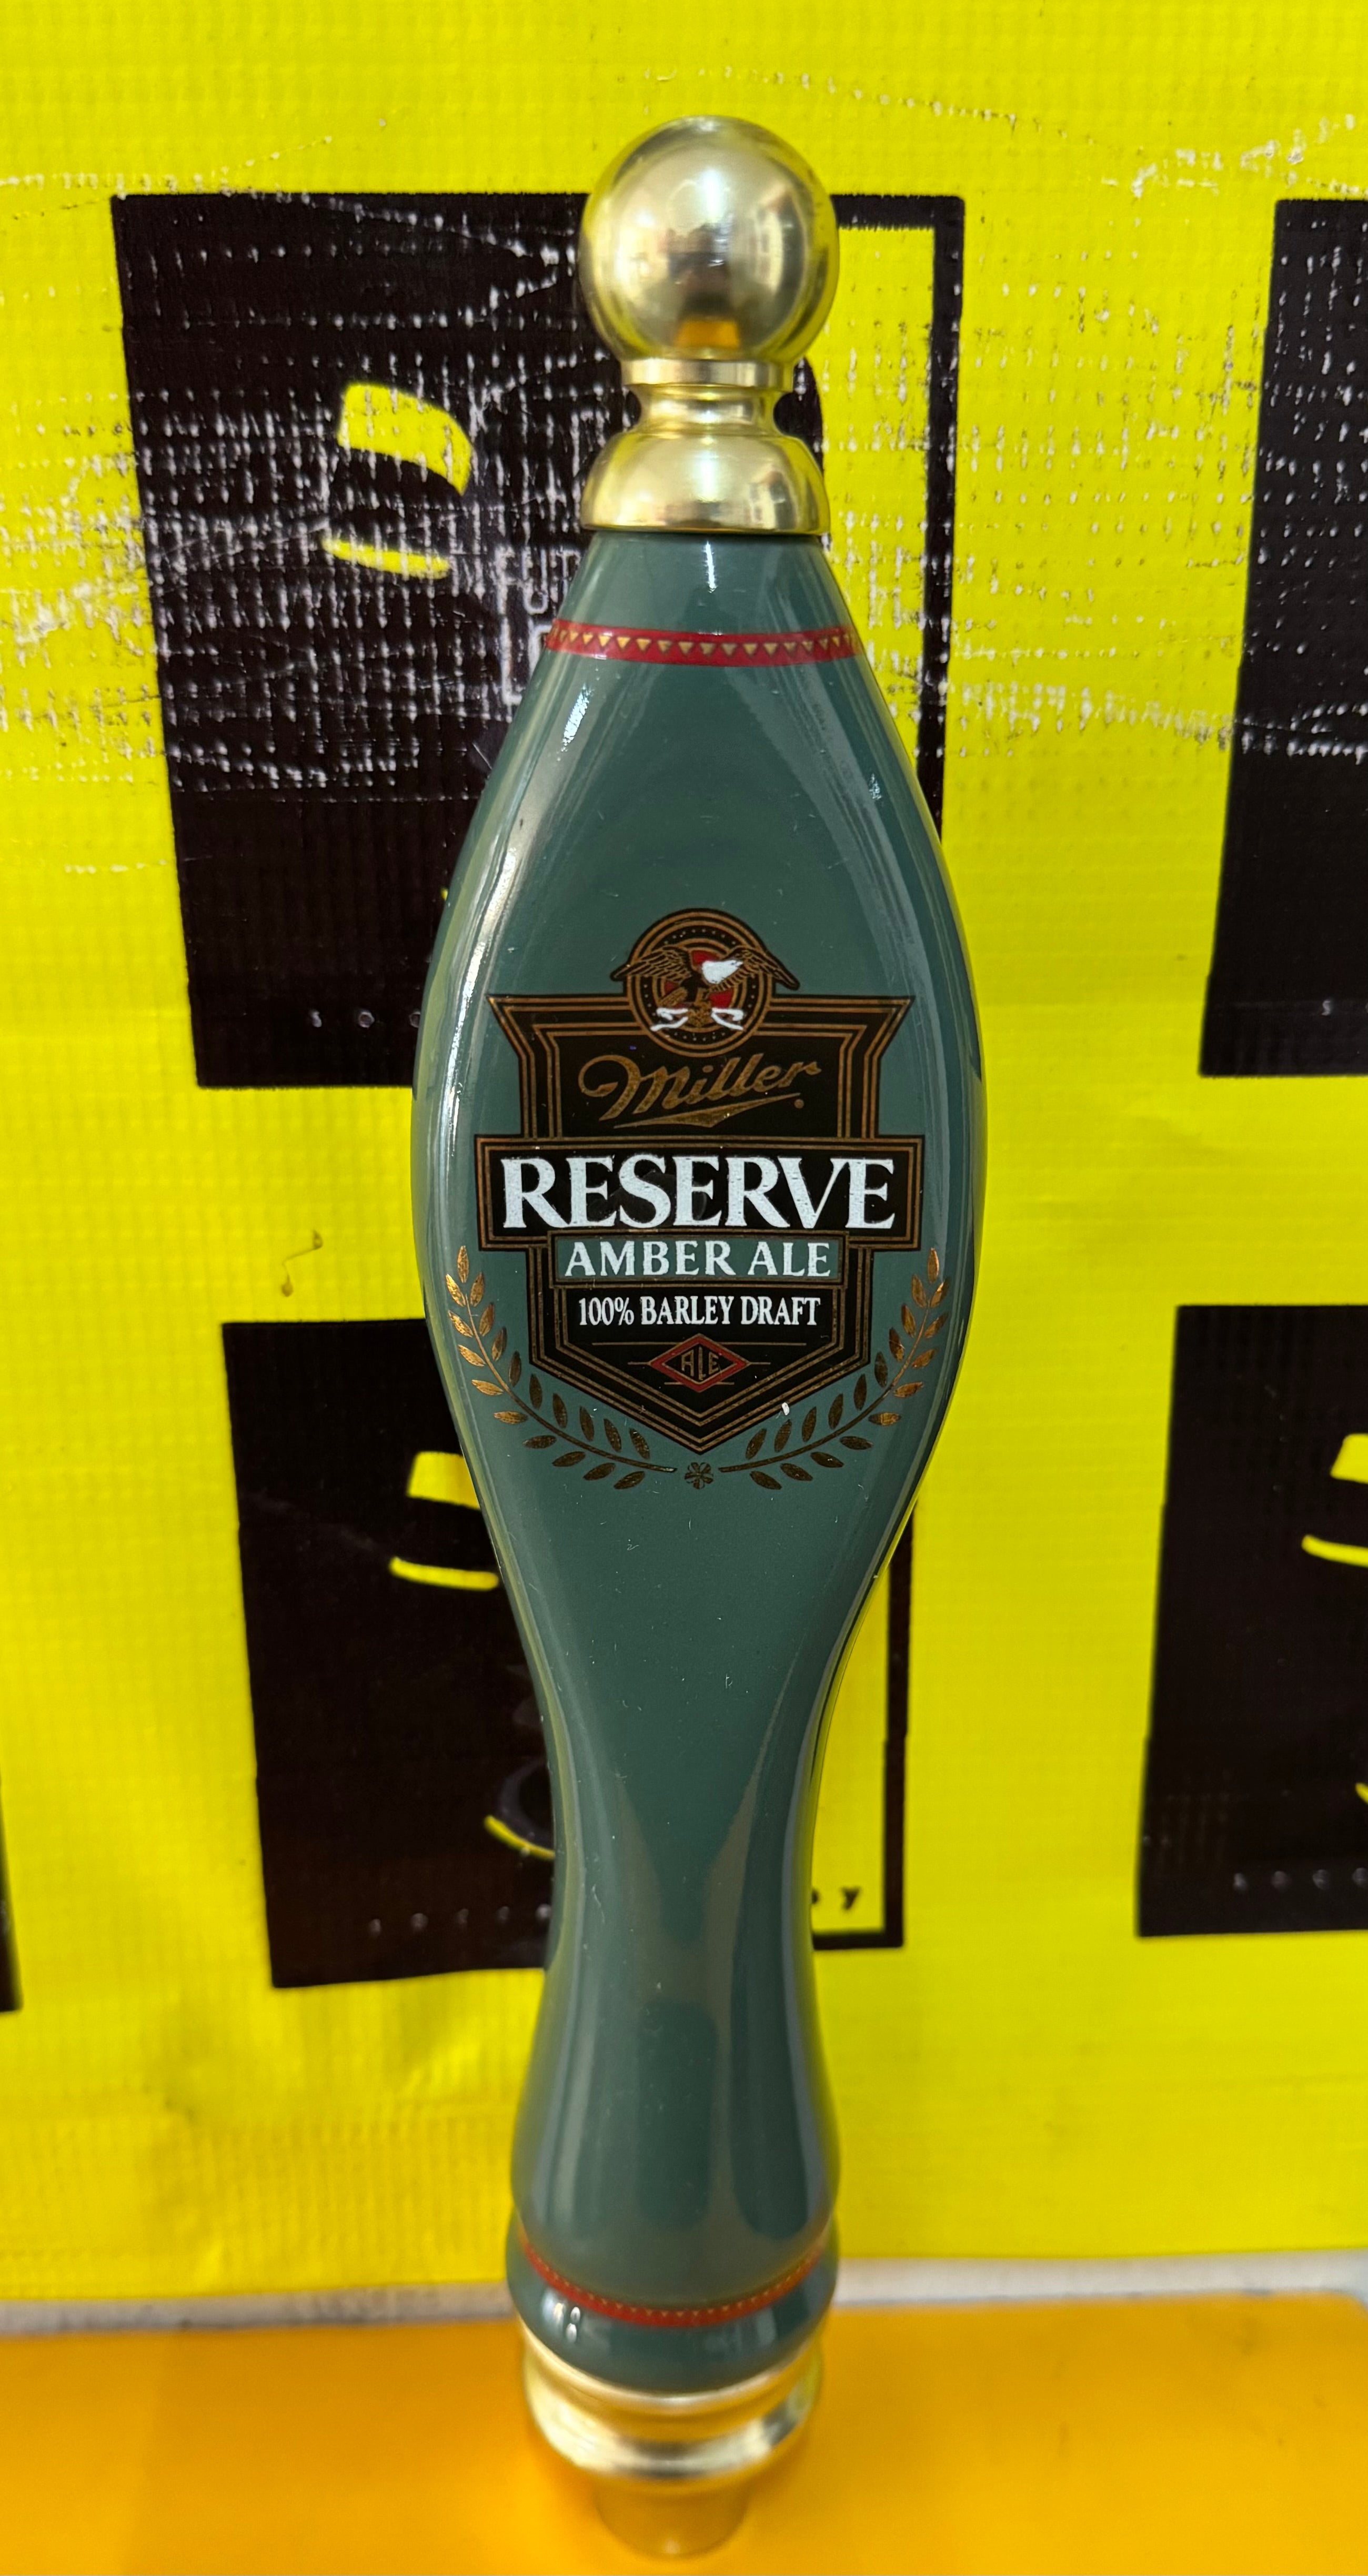 Miller
RESERVE
AMBER ALE
100% BARLEY DRAFT
ALE